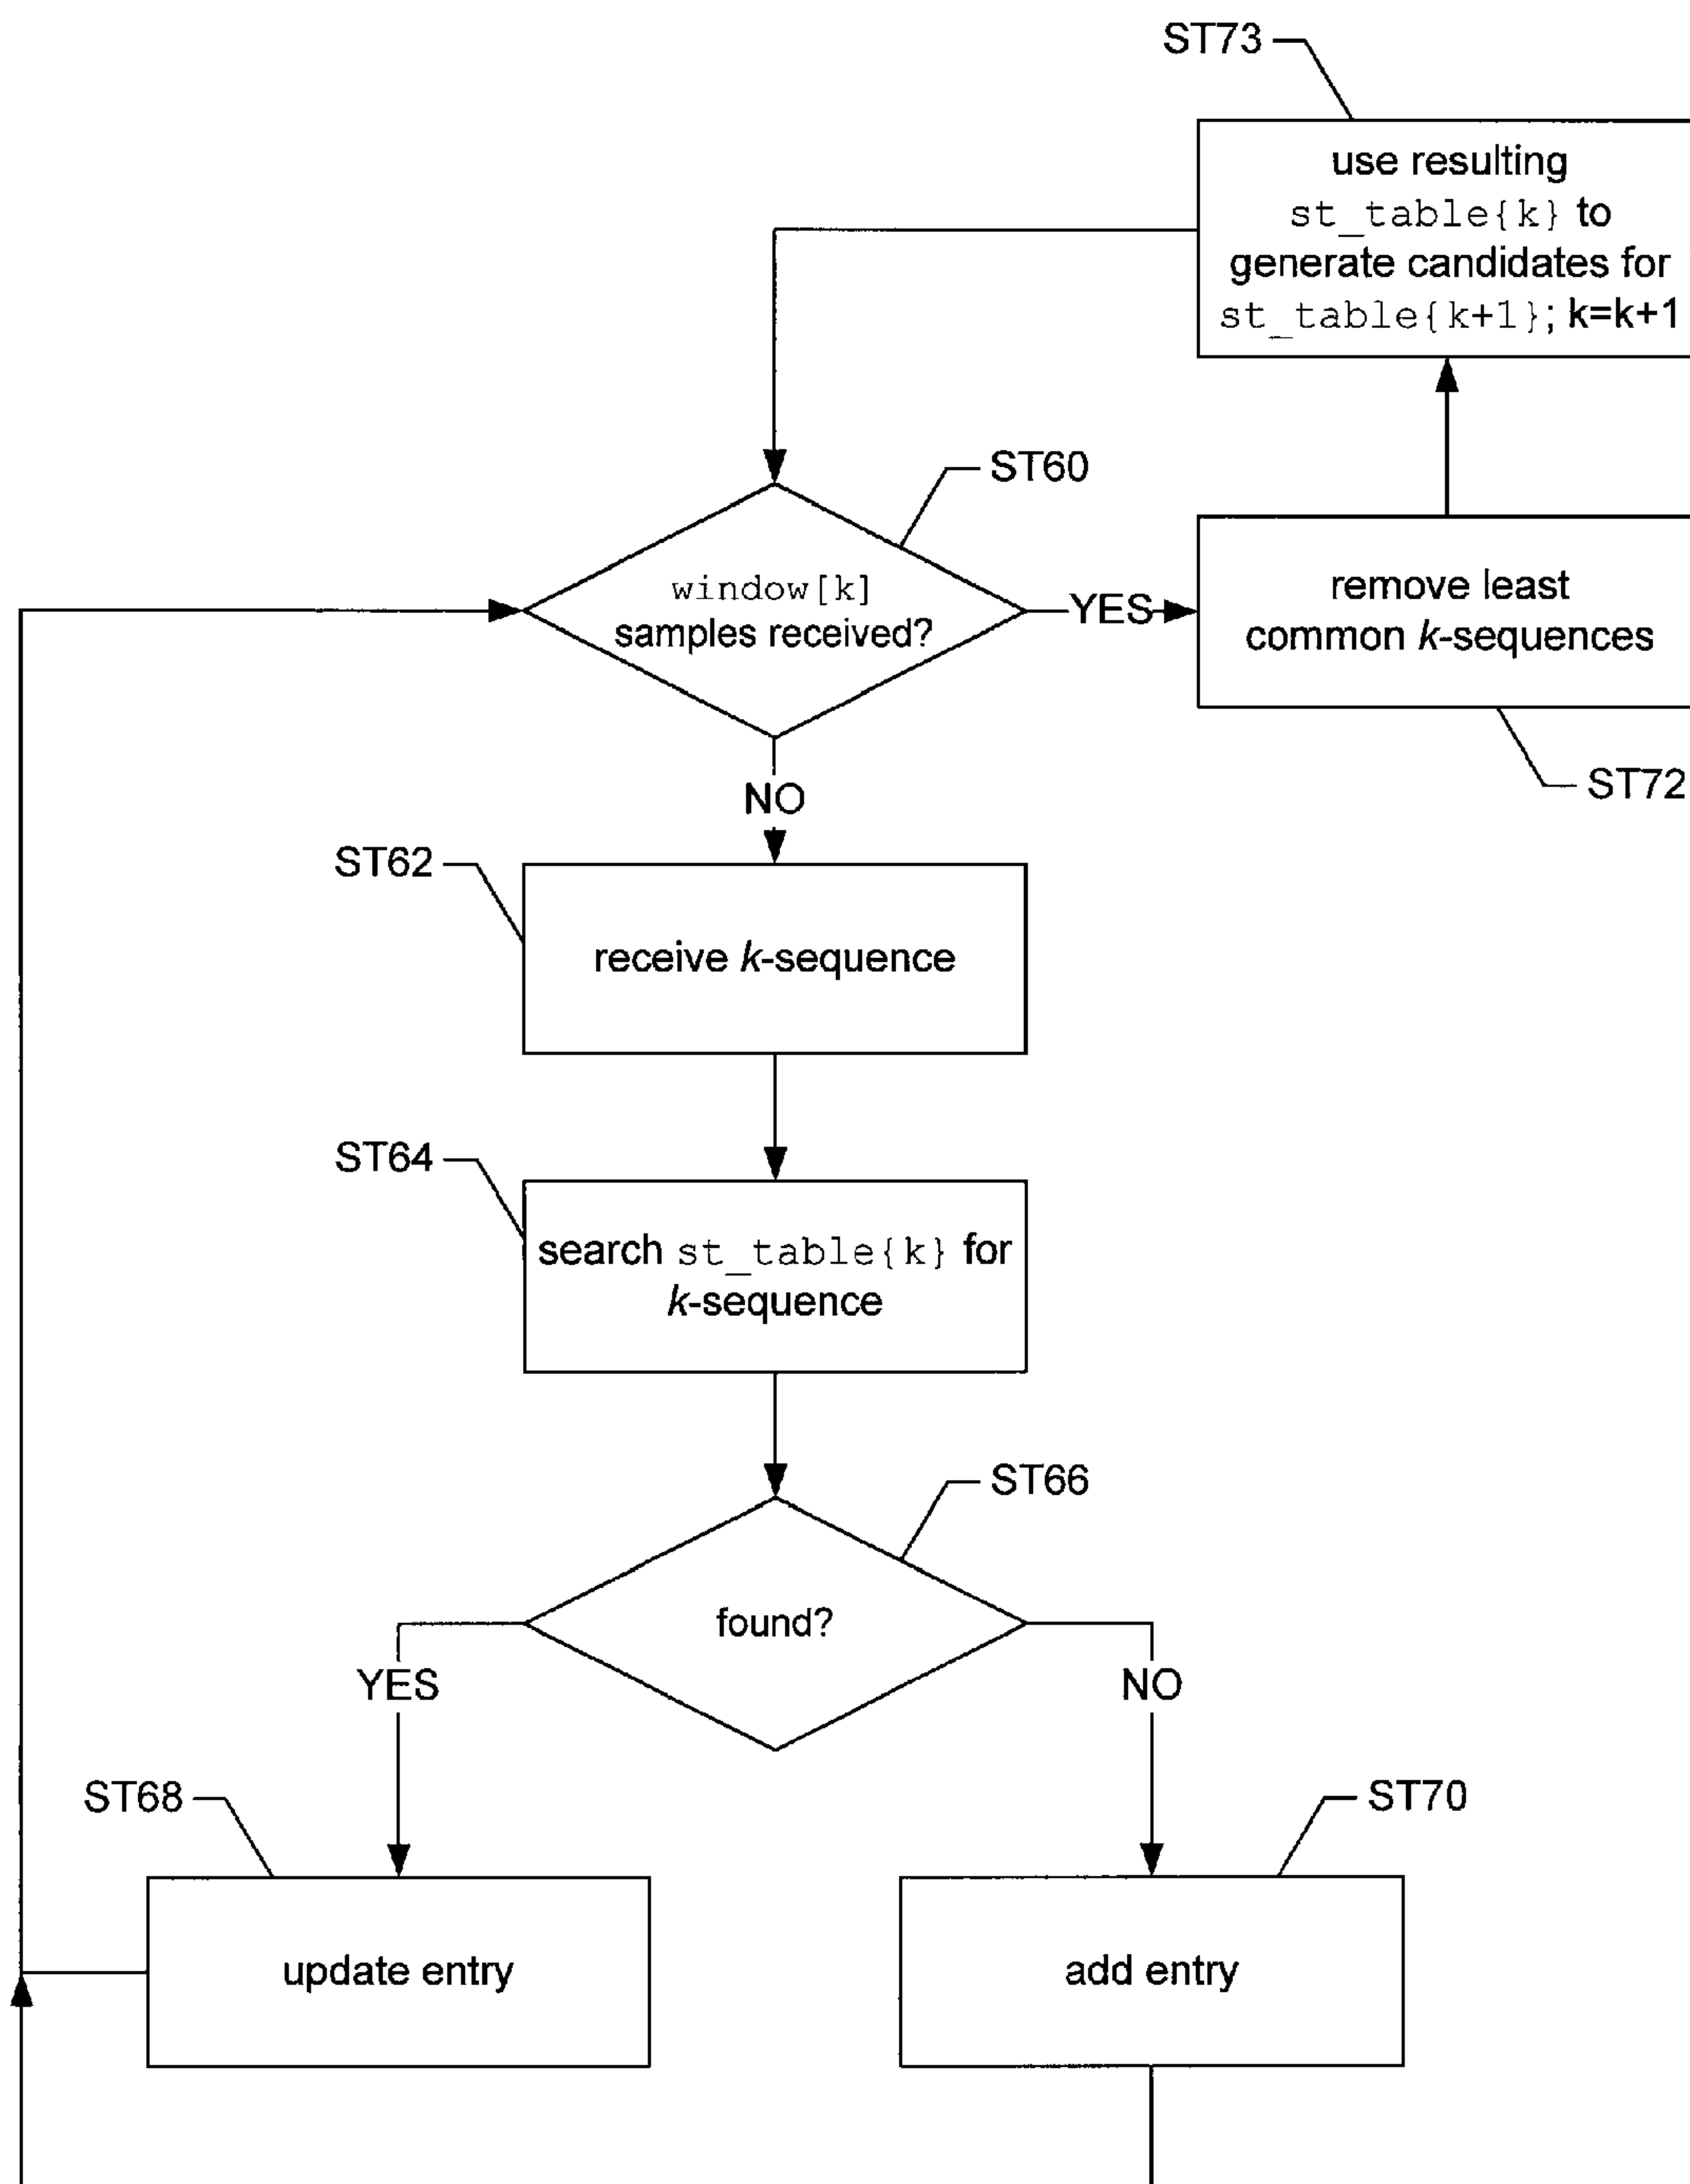 ST73
use resulting
st_table{k} to
generate candidates for
st_table{k+1}; k=k+1
ST60
window[k]
samples received?
YES
remove least
common k-sequences
ST72
NO
ST62
receive k-sequence
ST64
search st_table{k} for
k-sequence
ST66
found?
YES
NO
ST68
ST70
update entry
add entry